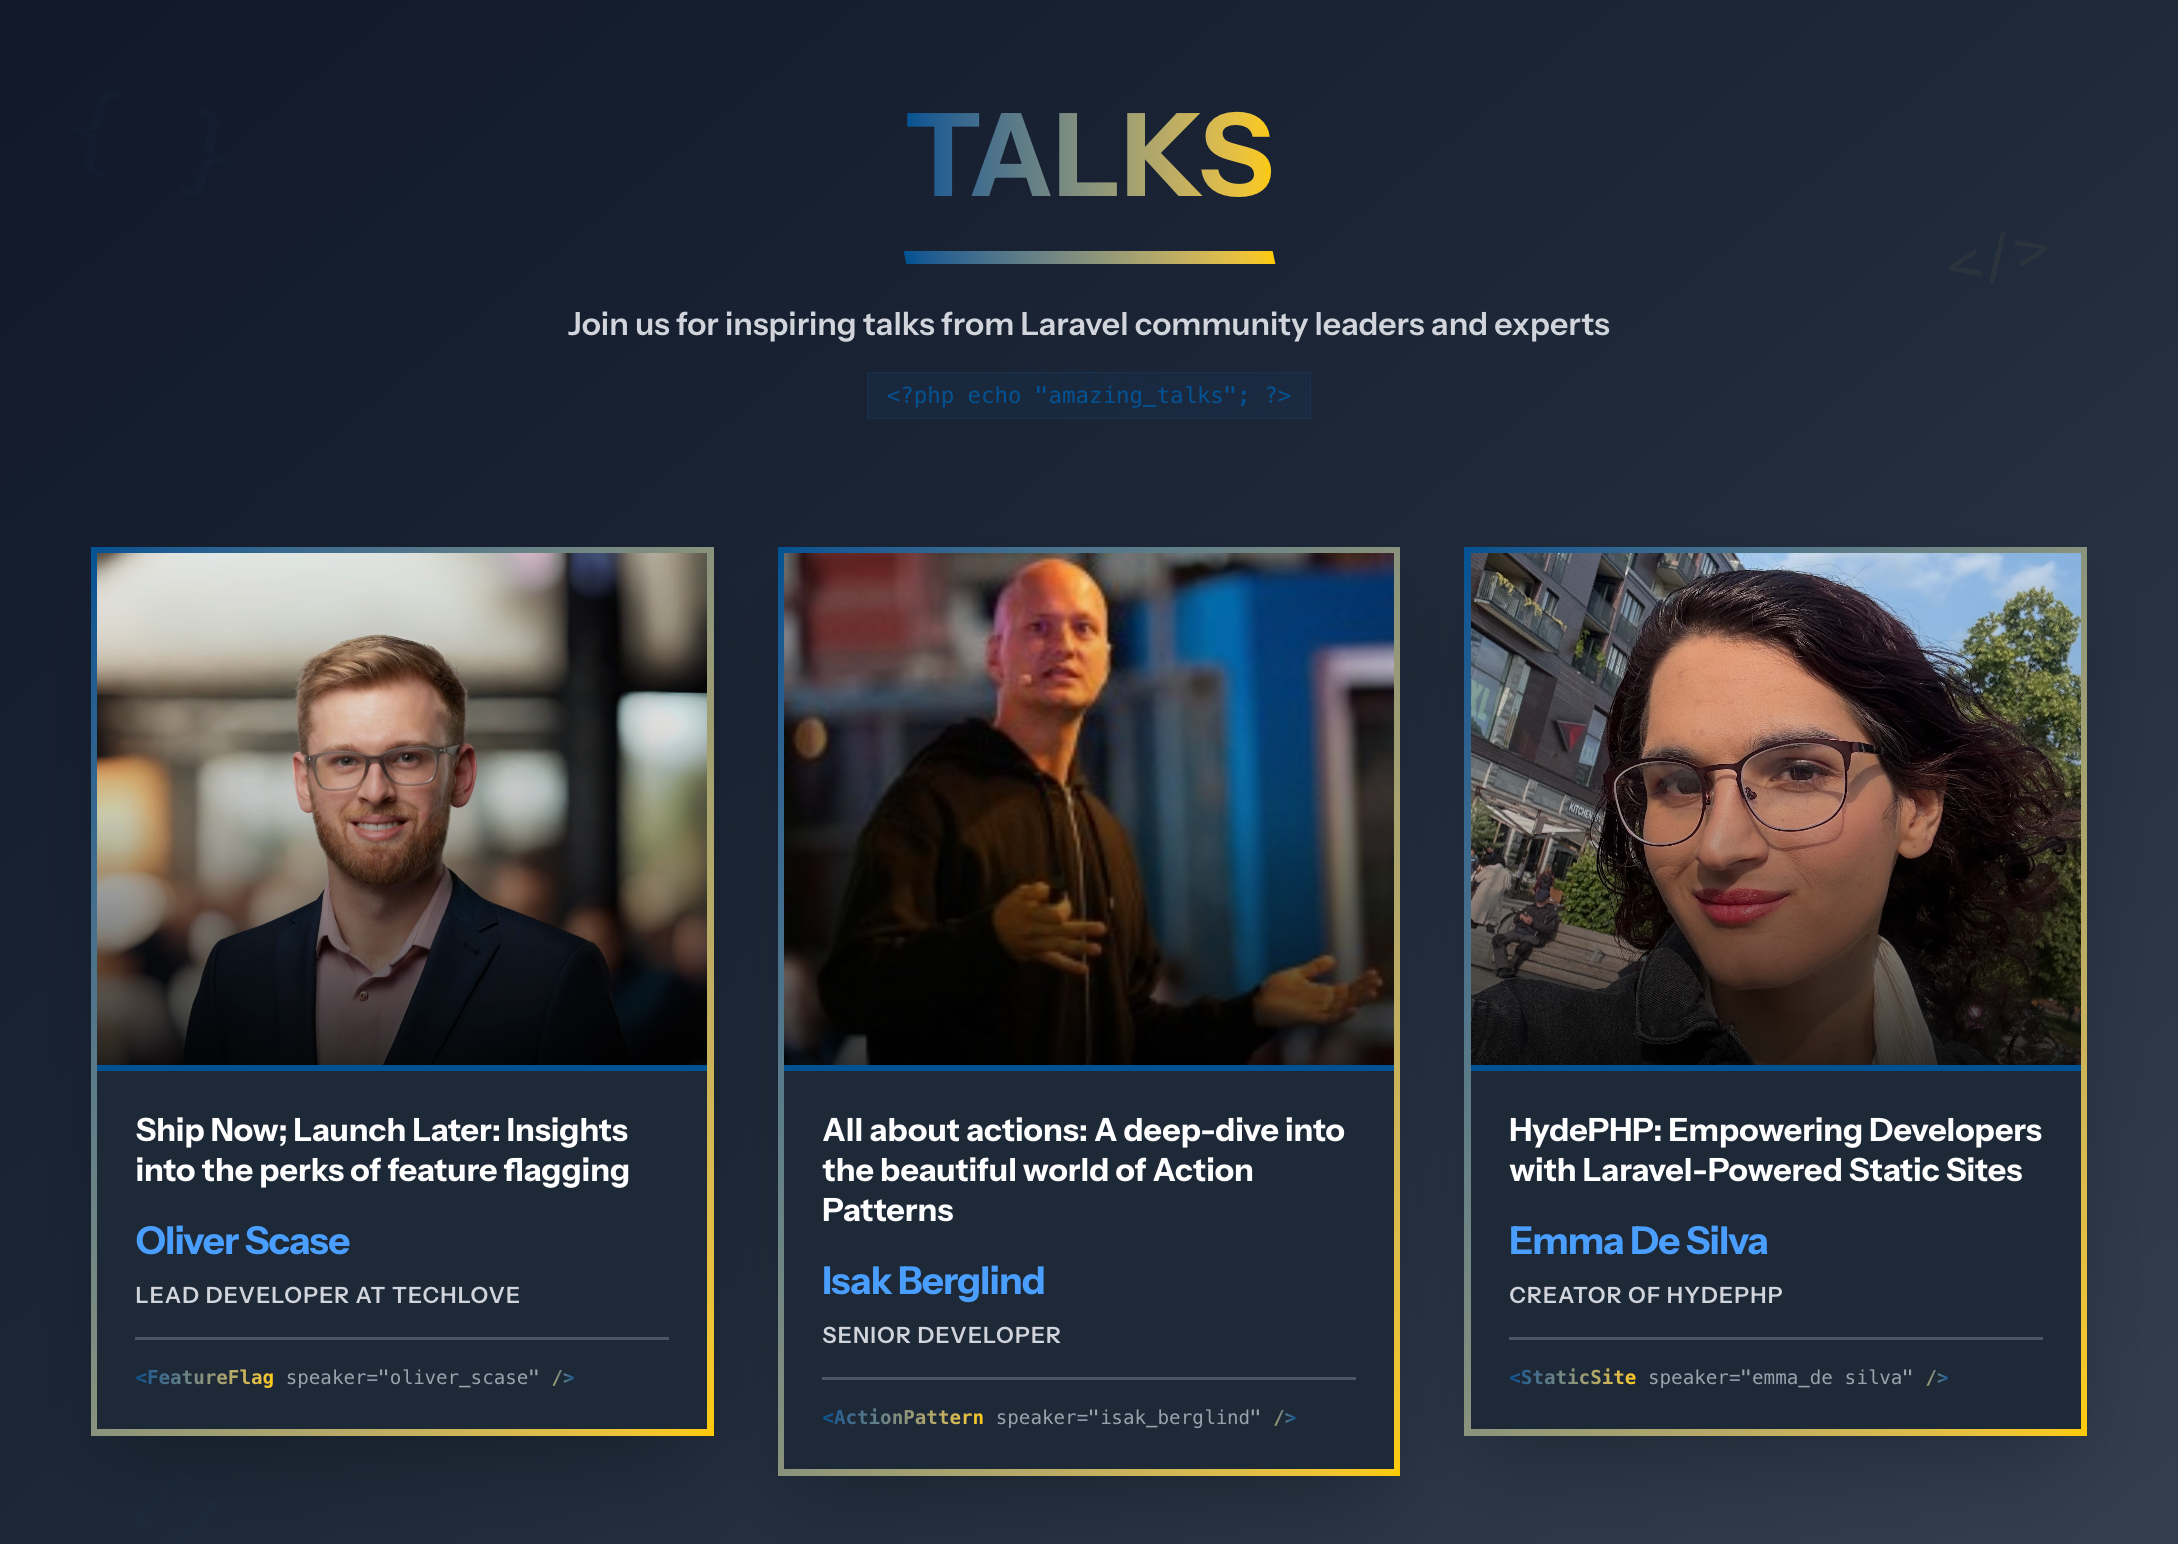 { }
TALKS
</>
Join us for inspiring talks from Laravel community leaders and experts
<?php echo "amazing_talks"; ?>
KITCHEN
Ship Now; Launch Later: Insights
into the perks of feature flagging
Oliver Scase
LEAD DEVELOPER AT TECHLOVE
<FeatureFlag speaker="oliver_scase" />
All about actions: A deep-dive into
the beautiful world of Action
Patterns
Isak Berglind
SENIOR DEVELOPER
<ActionPattern speaker="isak_berglind" />
HydePHP: Empowering Developers
with Laravel-Powered Static Sites
Emma De Silva
CREATOR OF HYDEPHP
<StaticSite speaker="emma_de silva" />